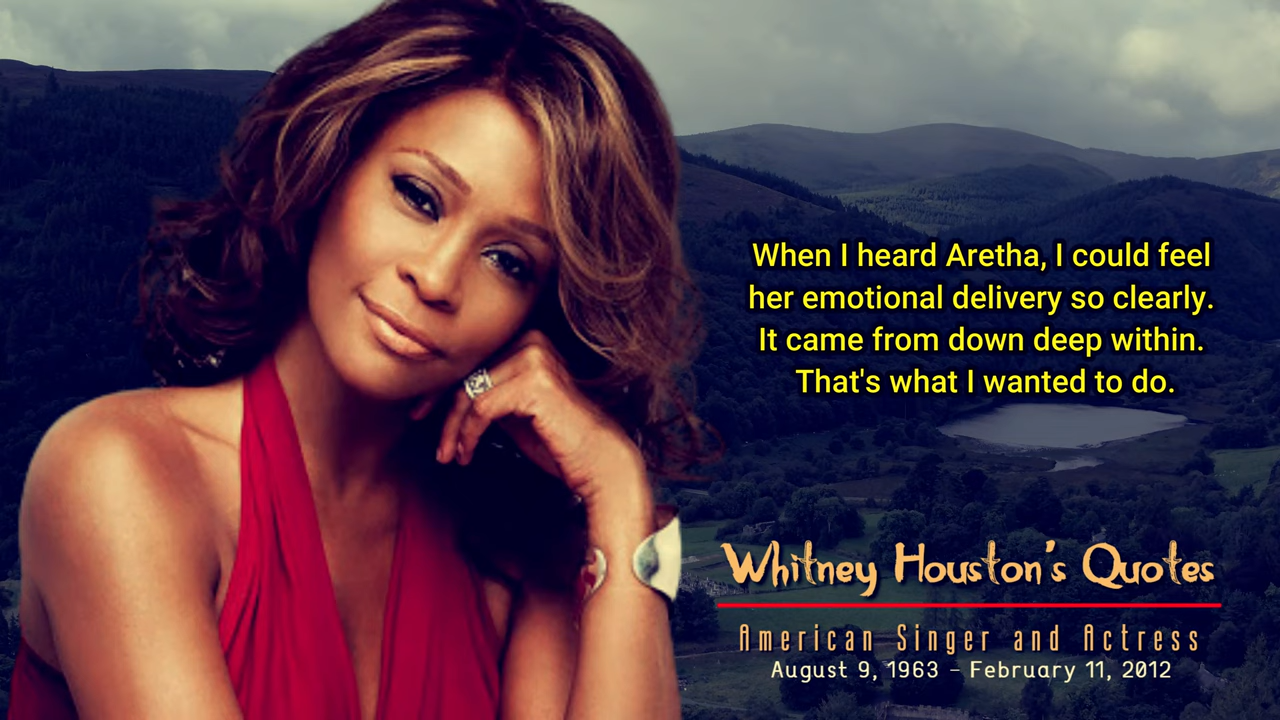 When I heard Aretha, I could feel
her emotional delivery so clearly.
It came from down deep within.
That's what I wanted to do.
Whitney Houston's Quotes
American Singer and Actress
August 9, 1963 – February 11, 2012